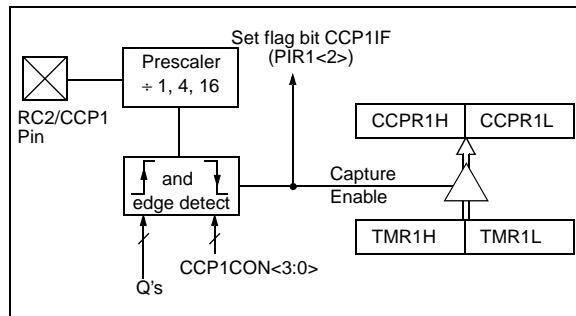 Set flag bit CCP1IF
(PIR1<2>)
Prescaler
÷ 1, 4, 16
RC2/CCP1
Pin
CCPR1H
CCPR1L
and
edge detect
Capture
Enable
TMR1H
TMR1L
CCP1CON<3:0>
Q's